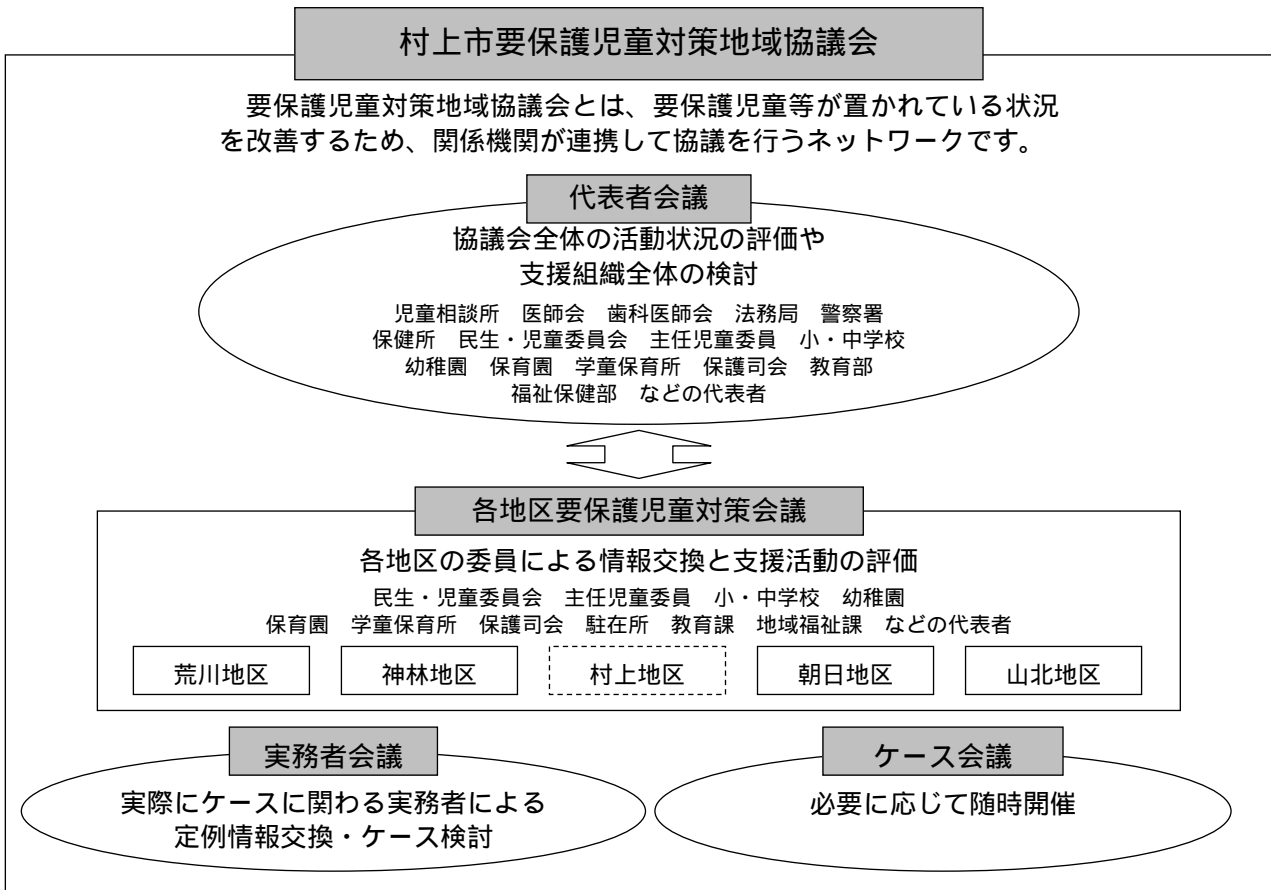 村上市要保護児童対策地域協議会
要保護児童対策地域協議会とは、要保護児童等が置かれている状況
を改善するため、関係機関が連携して協議を行うネットワークです。
代表者会議
協議会全体の活動状況の評価や
支援組織全体の検討
児童相談所　医師会　歯科医師会　法務局　警察署
保健所　民生・児童委員会　主任児童委員　小・中学校
幼稚園　保育園　学童保育所　保護司会　教育部
福祉保健部　などの代表者
各地区要保護児童対策会議
各地区の委員による情報交換と支援活動の評価
民生・児童委員会　主任児童委員　小・中学校　幼稚園
保育園　学童保育所　保護司会　駐在所　教育課　地域福祉課　などの代表者
荒川地区　神林地区　村上地区　朝日地区　山北地区
実務者会議
実際にケースに関わる実務者による
定例情報交換・ケース検討
ケース会議
必要に応じて随時開催